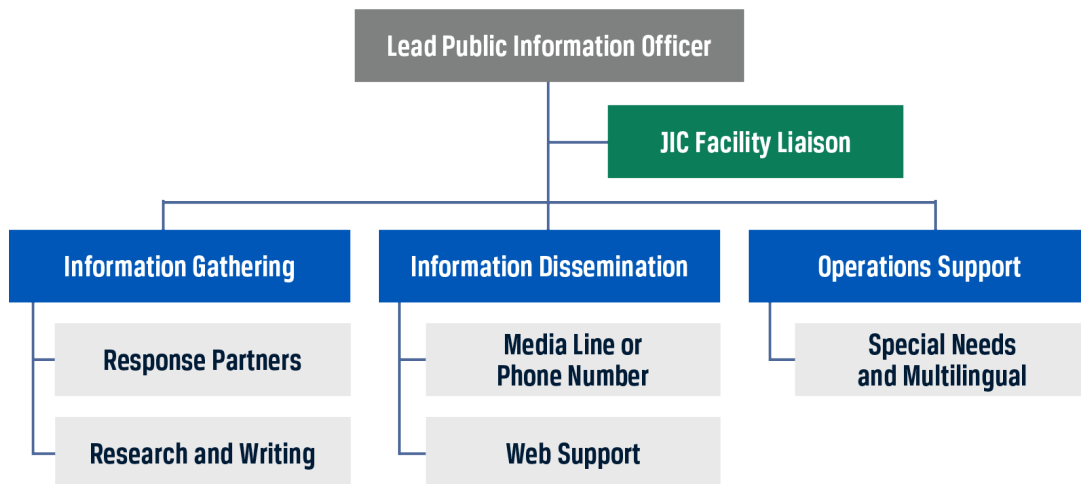 Lead Public Information Officer
JIC Facility Liaison
Information Gathering
Information Dissemination
Operations Support
Response Partners
Media Line or
Phone Number
Special Needs
and Multilingual
Research and Writing
Web Support